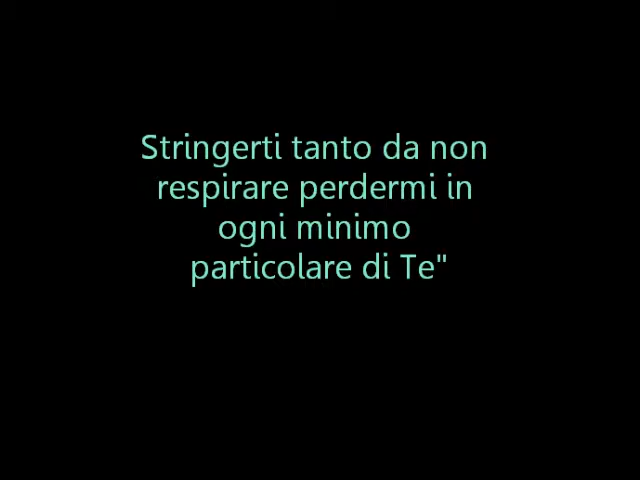 Stringerti tanto da non
respirare perdermi in
ogni minimo
particolare di Te"